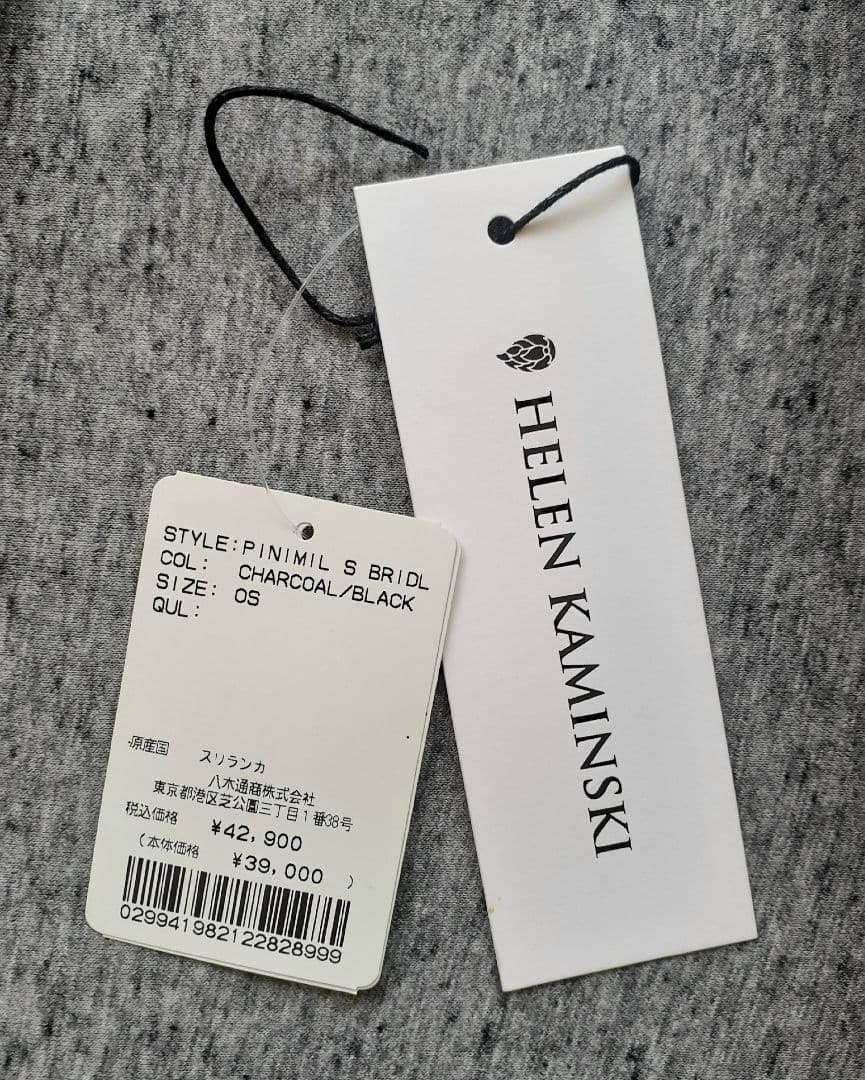 HELEN KAMINSKI
STYLE:PINIMIL S BRIDL
COL: CHARCOAL/BLACK
SIZE: OS
QUL:
原産国 スリランカ
八木通商株式会社
東京都港区芝公園三丁目1番38号
税込価格 ¥42,900
(本体価格 ¥39,000 )
029941982122828999